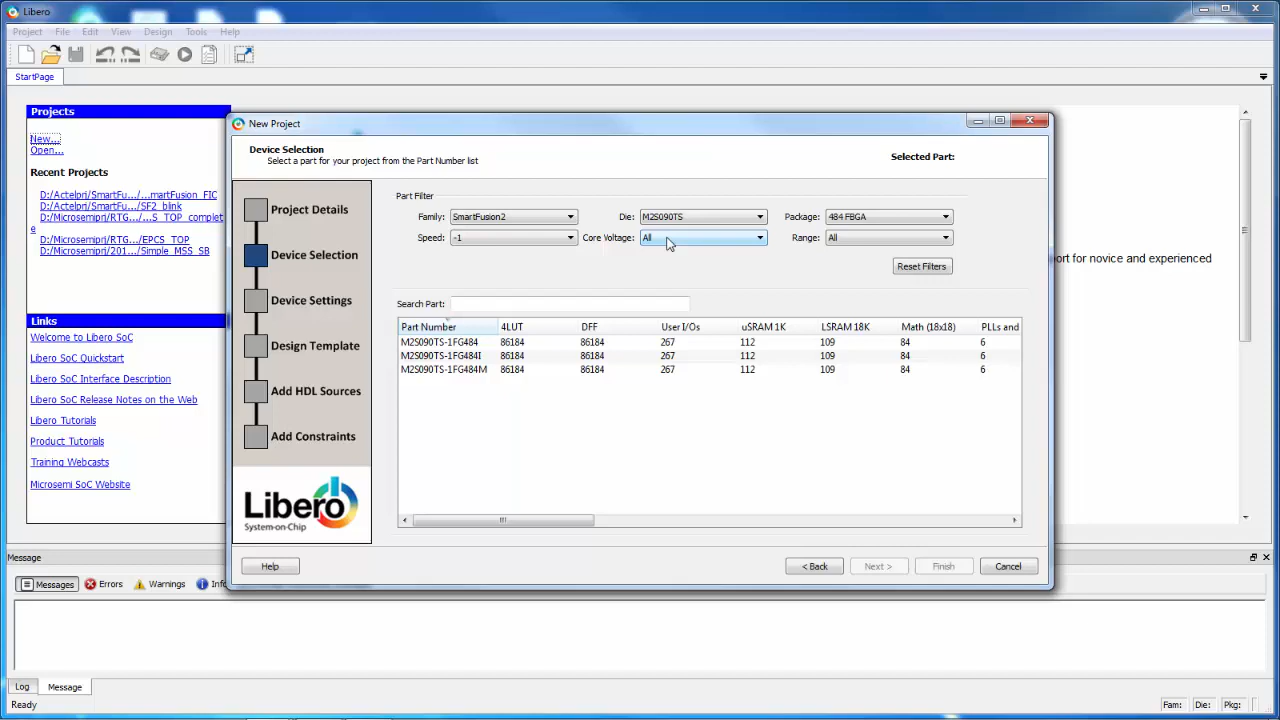 Libero
Project File Edit View Design Tools Help
StartPage
Projects
New...
Open...
Recent Projects
D:/Actelprj/SmartFu.../...martFusion_FIC
D:/Actelprj/SmartFu.../SF2_blink
D:/Microsemiprj/RTG...S_TOP_complet
e
D:/Microsemiprj/RTG.../EPCS_TOP
D:/Microsemiprj/201.../Simple_MSS_SB
Links
Welcome to Libero SoC
Libero SoC Quickstart
Libero SoC Interface Description
Libero SoC Release Notes on the Web
Libero Tutorials
Product Tutorials
Training Webcasts
Microsemi SoC Website
ort for novice and experienced
New Project
Device Selection
Select a part for your project from the Part Number list
Selected Part:
Project Details
Device Selection
Device Settings
Design Template
Add HDL Sources
Add Constraints
Libero
System-on-Chip
Part Filter
Family: SmartFusion2 Die: M2S090TS Package: 484 FBGA
Speed: -1 Core Voltage: All Range: All
Reset Filters
Search Part:
Part Number 4LUT DFF User I/Os uSRAM 1K LSRAM 18K Math (18x18) PLLs and
M2S090TS-1FG484 86184 86184 267 112 109 84 6
M2S090TS-1FG484I 86184 86184 267 112 109 84 6
M2S090TS-1FG484M 86184 86184 267 112 109 84 6
Help < Back Next > Finish Cancel
Message
Messages Errors Warnings Info
Log Message
Ready Fam: Die: Pkg: